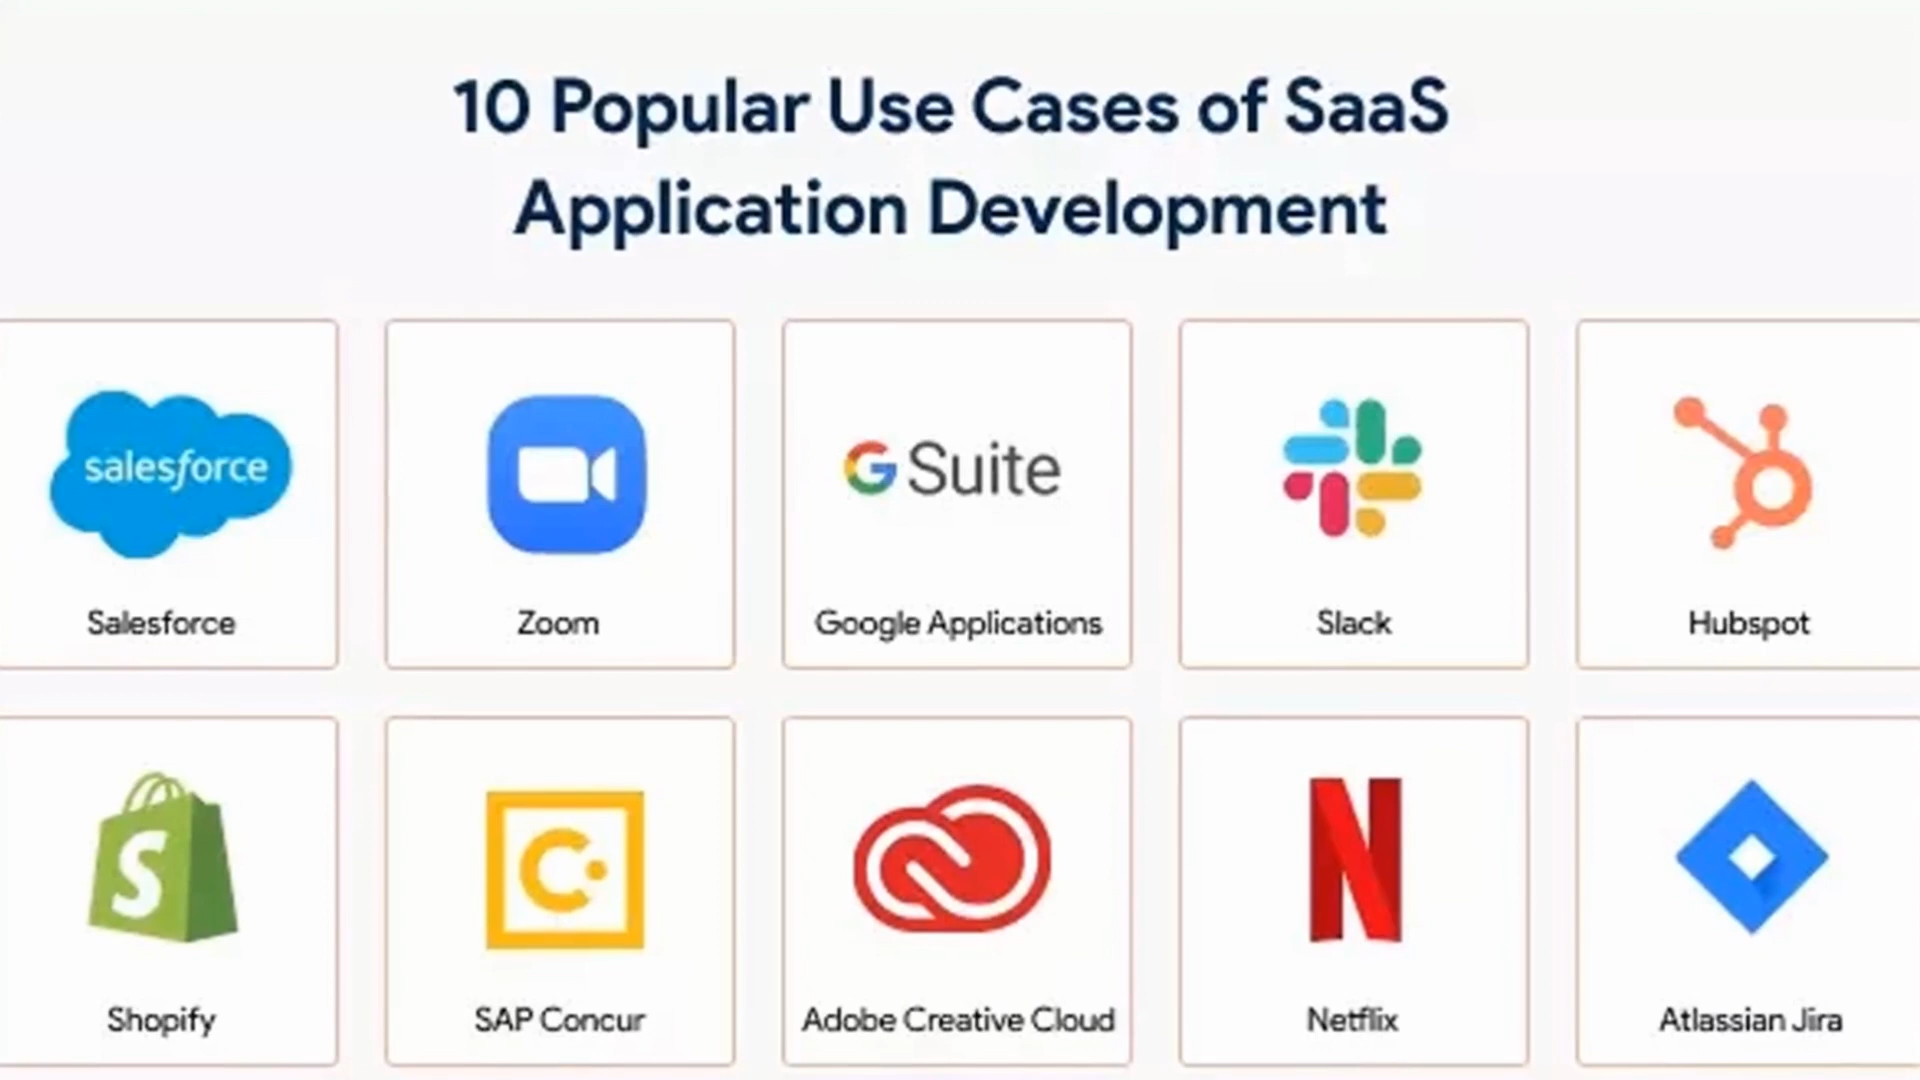 10 Popular Use Cases of SaaS
Application Development
salesforce
G Suite
Salesforce
Zoom
Google Applications
Slack
Hubspot
S
C
N
Shopify
SAP Concur
Adobe Creative Cloud
Netflix
Atlassian Jira